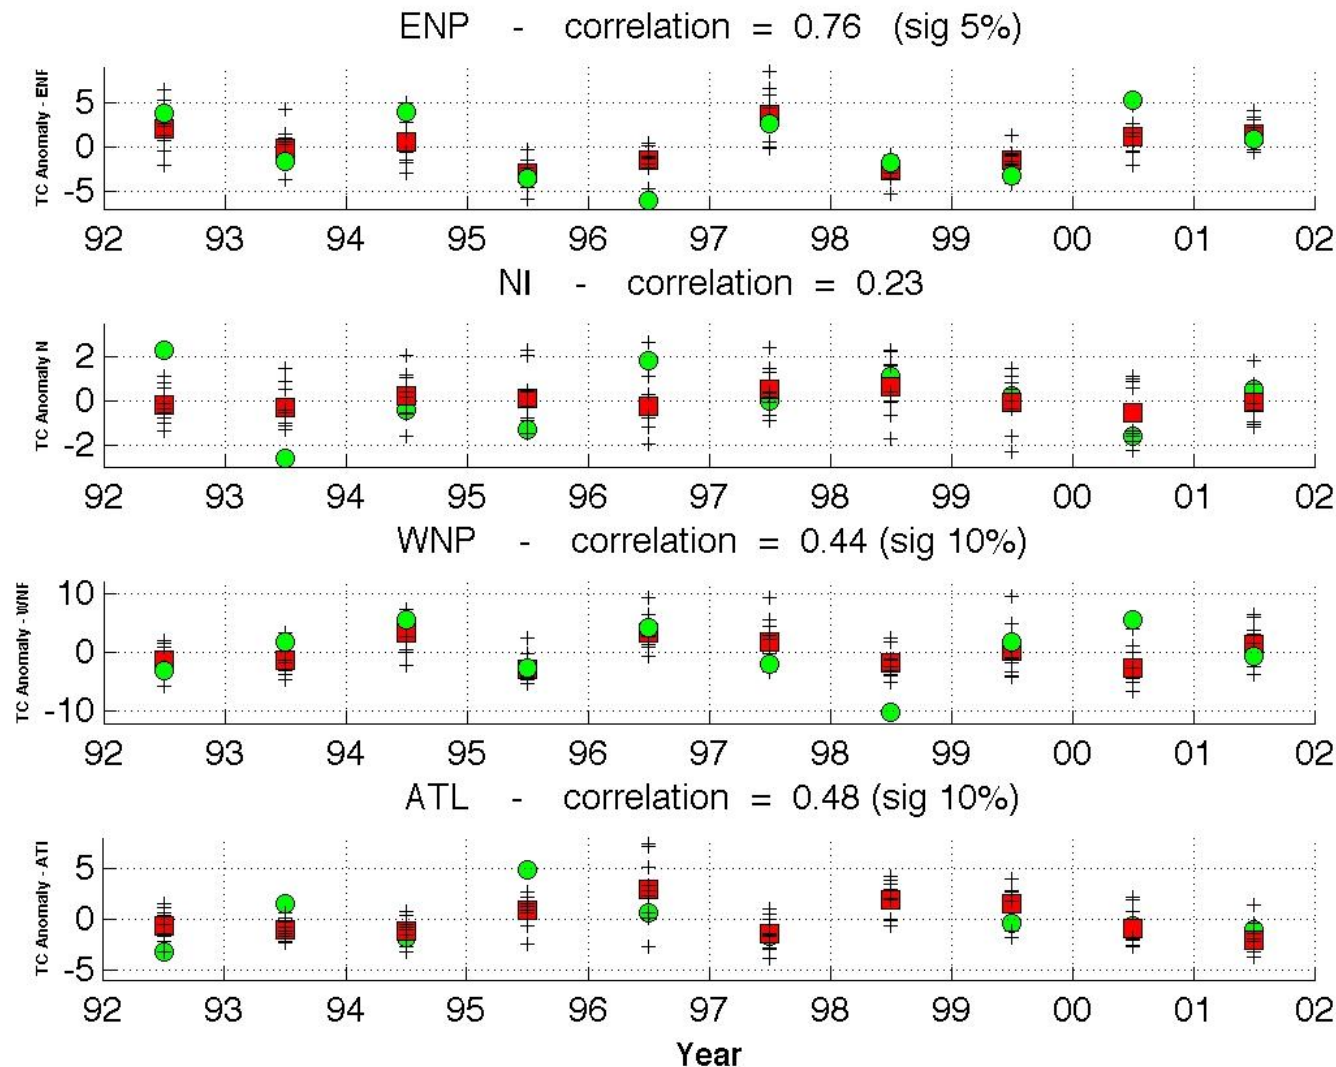 ENP - correlation = 0.76 (sig 5%)
TC Anomaly - ENF
5
0
-5
92 93 94 95 96 97 98 99 00 01 02
NI - correlation = 0.23
TC Anomaly N
2
0
-2
92 93 94 95 96 97 98 99 00 01 02
WNP - correlation = 0.44 (sig 10%)
TC Anomaly - WNF
10
0
-10
92 93 94 95 96 97 98 99 00 01 02
ATL - correlation = 0.48 (sig 10%)
TC Anomaly - ATI
5
0
-5
92 93 94 95 96 97 98 99 00 01 02
Year